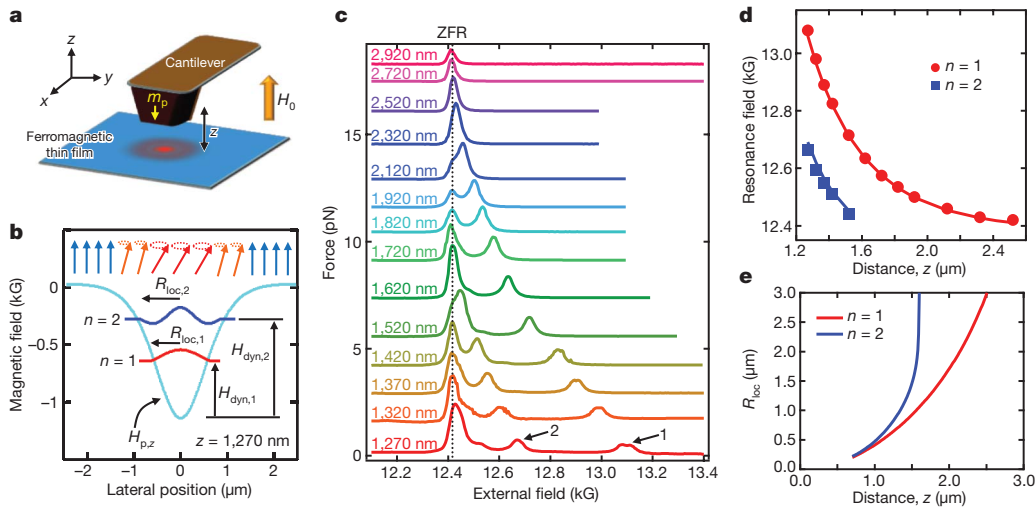 a
z
y
x
Cantilever
m_p
H_0
z
Ferromagnetic
thin film
b
Magnetic field (kG)
0
−0.5
−1
R_loc,2
n = 2
R_loc,1
n = 1
H_dyn,2
H_dyn,1
H_p,z
z = 1,270 nm
−2 −1 0 1 2
Lateral position (μm)
c
ZFR
Force (pN)
15
10
5
0
2,920 nm
2,720 nm
2,520 nm
2,320 nm
2,120 nm
1,920 nm
1,820 nm
1,720 nm
1,620 nm
1,520 nm
1,420 nm
1,370 nm
1,320 nm
1,270 nm
2
1
12.2 12.4 12.6 12.8 13.0 13.2 13.4
External field (kG)
d
Resonance field (kG)
13.0
12.8
12.6
12.4
n = 1
n = 2
1.2 1.6 2.0 2.4
Distance, z (μm)
e
R_loc (μm)
3.0
2.0
1.5
1.0
0.5
0.0
n = 1
n = 2
0.0 0.5 1.0 1.5 2.0 3.0
Distance, z (μm)